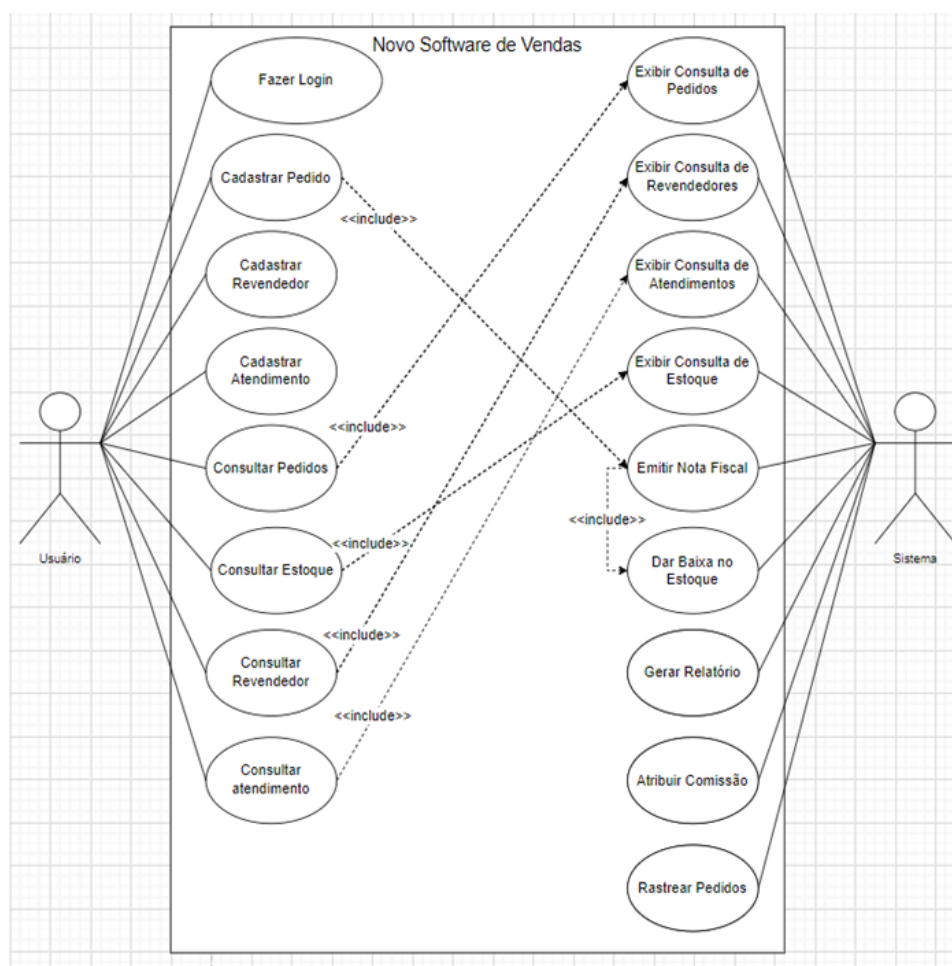 Novo Software de Vendas
Fazer Login
Cadastrar Pedido
<<include>>
Cadastrar
Revendedor
Cadastrar
Atendimento
<<include>>
Consultar Pedidos
<<include>>
Consultar Estoque
<<include>>
Consultar
Revendedor
<<include>>
Consultar
atendimento
Exibir Consulta de
Pedidos
Exibir Consulta de
Revendedores
Exibir Consulta de
Atendimentos
Exibir Consulta de
Estoque
Emitir Nota Fiscal
<<include>>
Dar Baixa no
Estoque
Gerar Relatório
Atribuir Comissão
Rastrear Pedidos
Usuário
Sistema